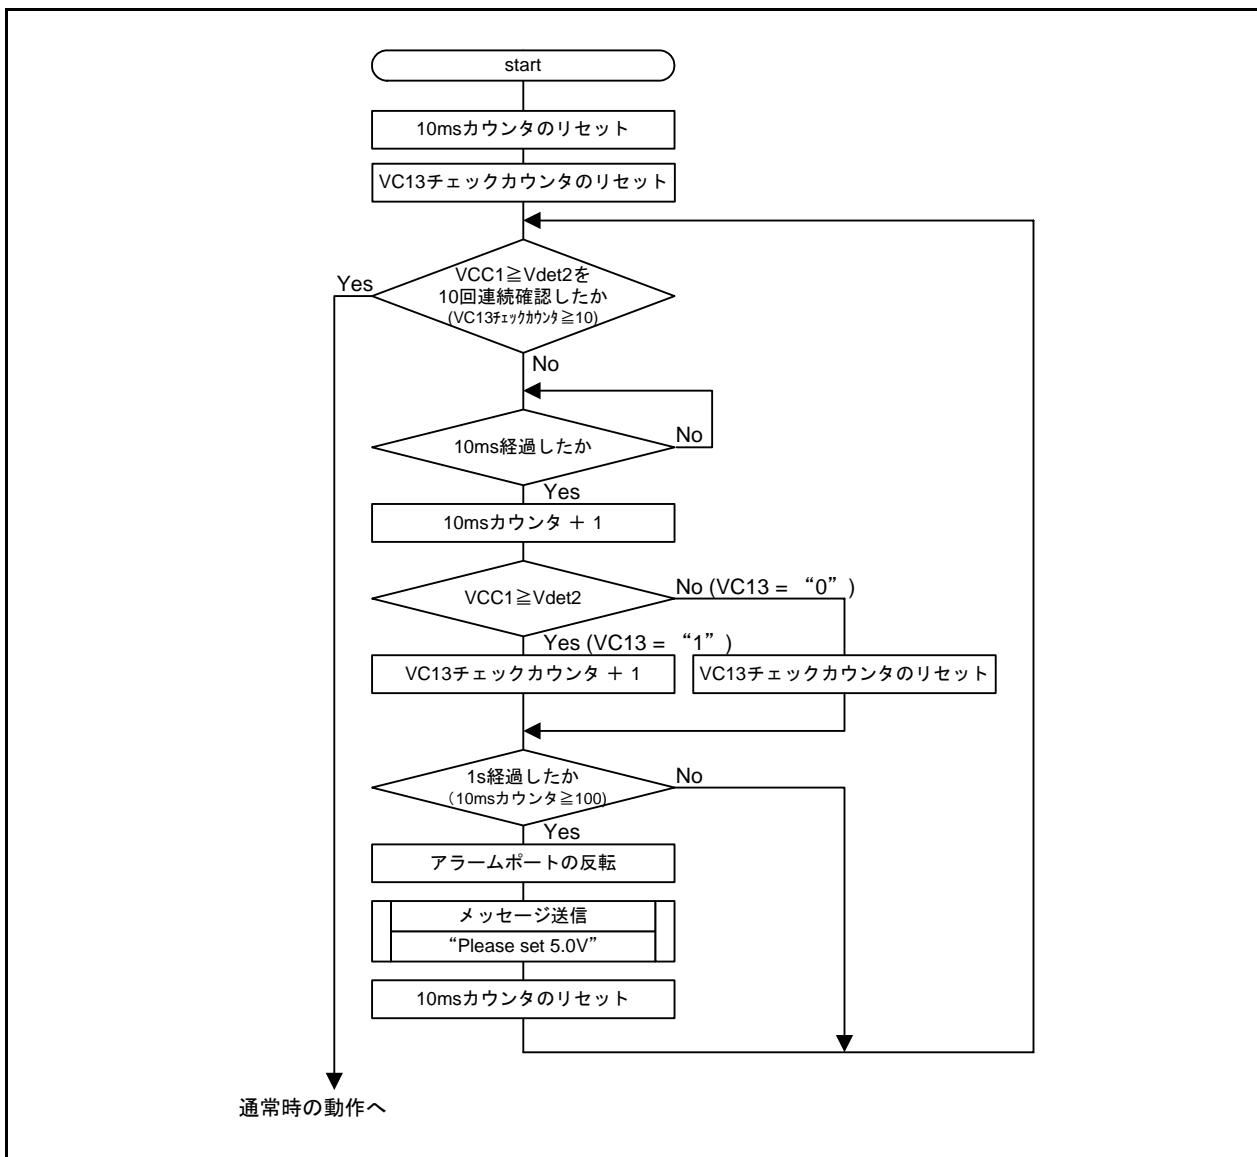 start
10msカウンタのリセット
VC13チェックカウンタのリセット
VCC1≧Vdet2を
10回連続確認したか
(VC13ﾁｪｯｸｶｳﾝﾀ≧10)
Yes
No
10ms経過したか
No
Yes
10msカウンタ ＋ 1
VCC1≧Vdet2
No (VC13 = “0”)
Yes (VC13 = “1”)
VC13チェックカウンタ ＋ 1
VC13チェックカウンタのリセット
1s経過したか
（10msカウンタ≧100)
No
Yes
アラームポートの反転
メッセージ送信
“Please set 5.0V”
10msカウンタのリセット
通常時の動作へ